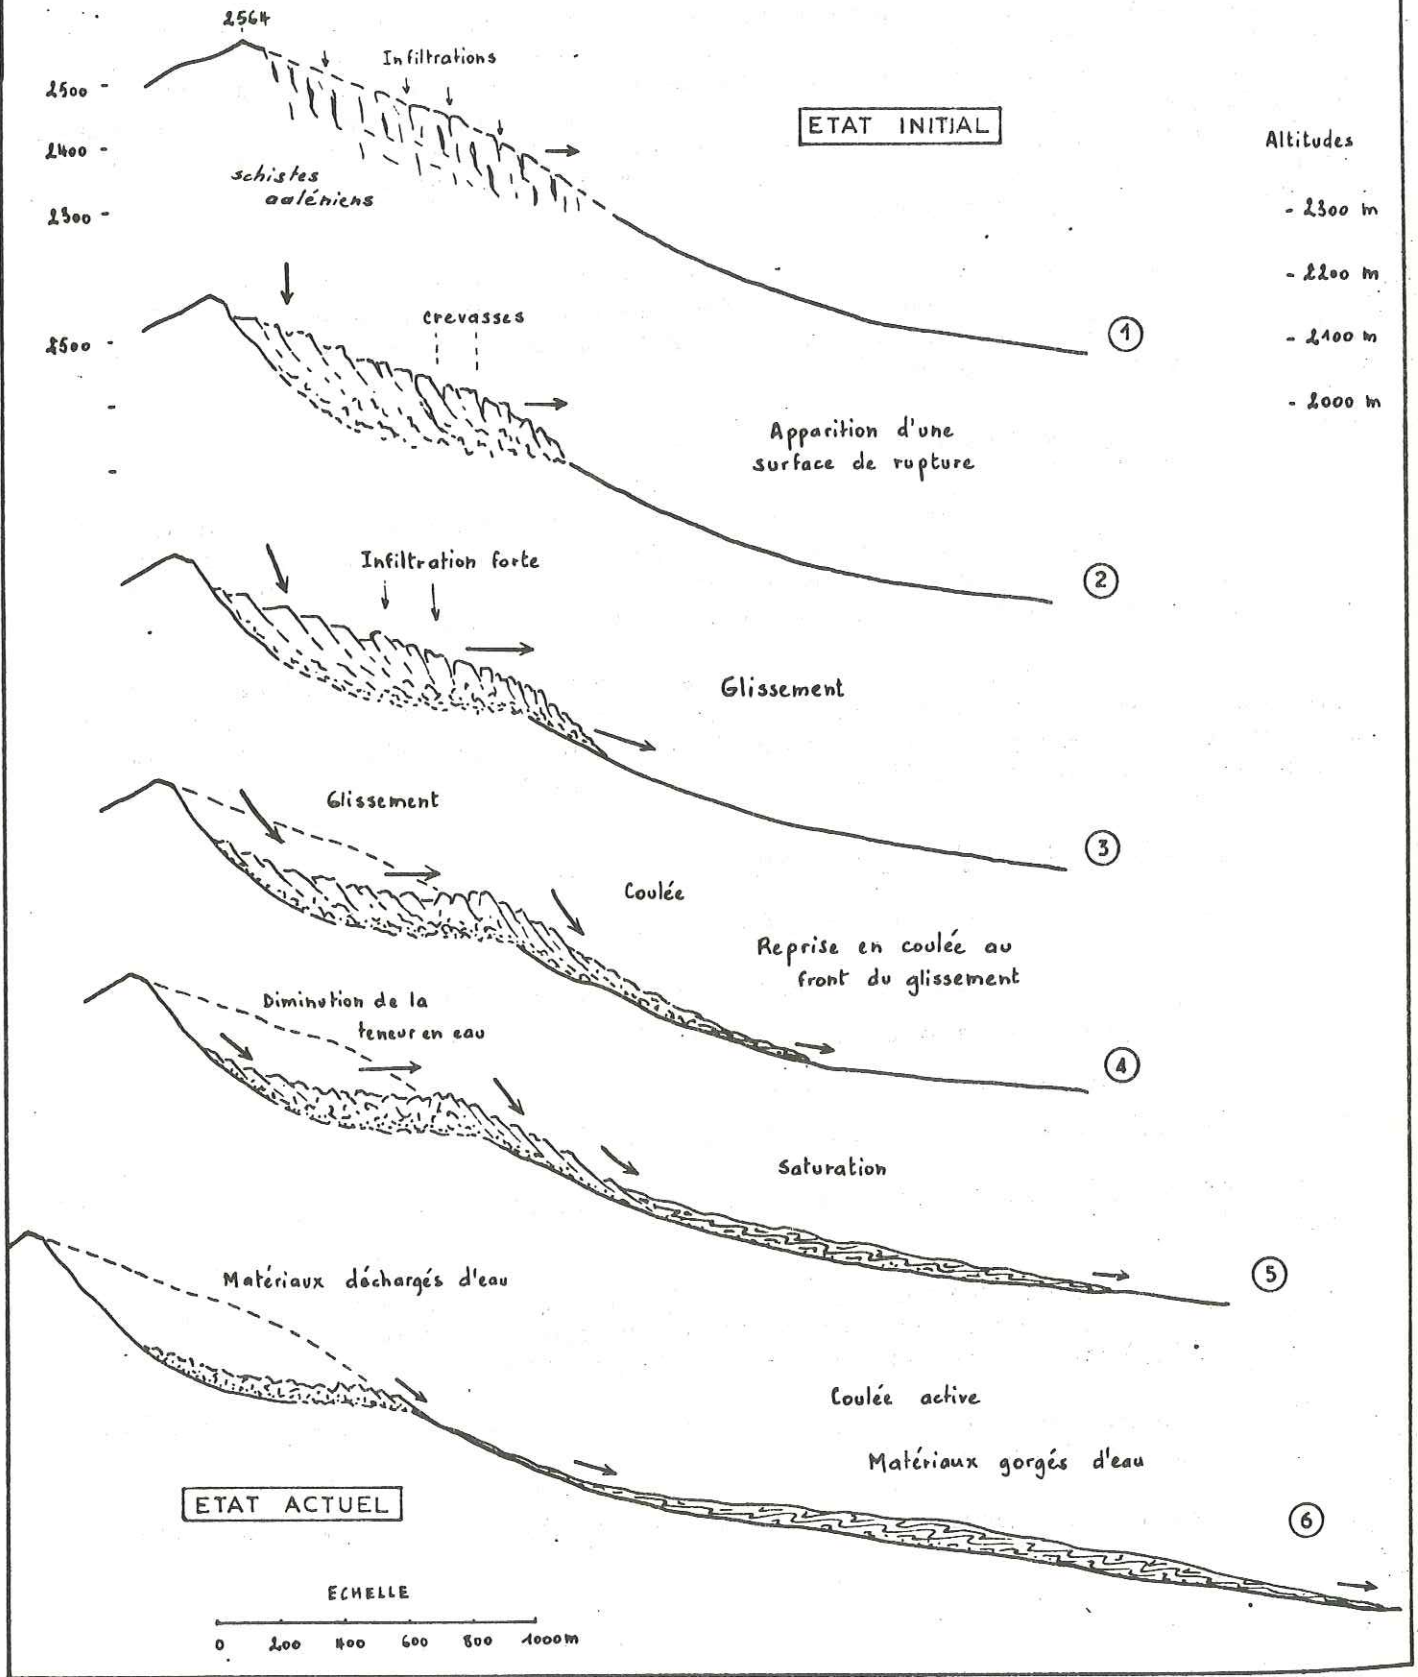 2564
Infiltrations
2500 -
ETAT INITIAL
Altitudes
2400 -
schistes
aaléniens
2300 -
- 2300 m
- 2200 m
crevasses
1
2500 -
- 2100 m
-
- 2000 m
Apparition d'une
surface de rupture
-
Infiltration forte
2
Glissement
Glissement
3
Coulée
Reprise en coulée au
front du glissement
Diminution de la
teneur en eau
4
Saturation
Matériaux déchargés d'eau
5
Coulée active
Matériaux gorgés d'eau
ETAT ACTUEL
6
ECHELLE
0 200 400 600 800 1000m